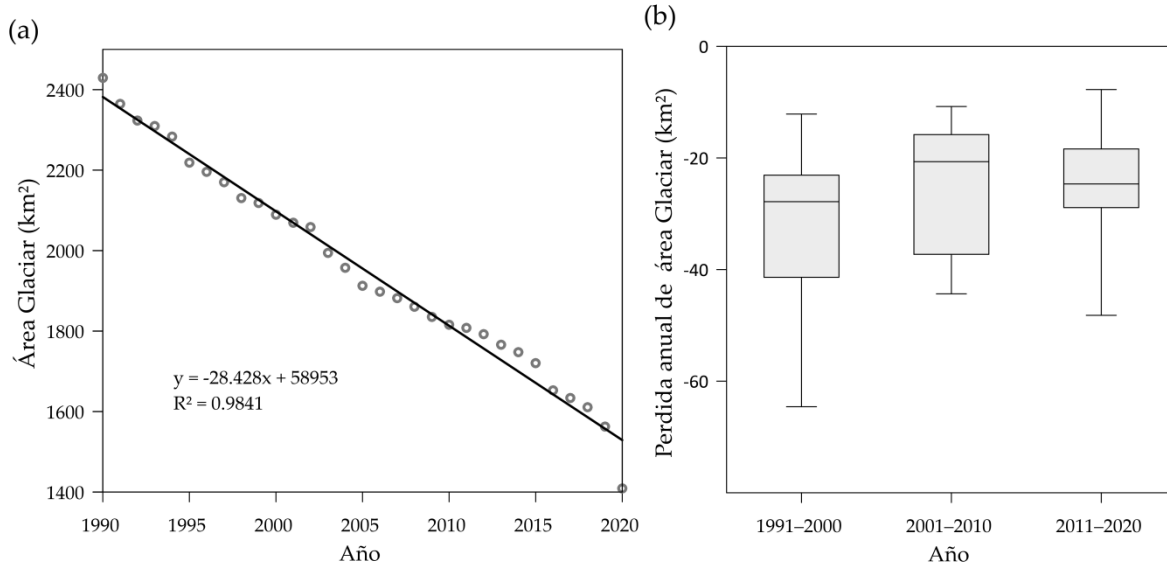 (a)
2400
2200
2000
1800
1600
1400
Área Glaciar (km²)
y = -28.428x + 58953
R² = 0.9841
1990 1995 2000 2005 2010 2015 2020
Año
(b)
0
-20
-40
-60
Perdida anual de área Glaciar (km²)
1991–2000 2001–2010 2011–2020
Año